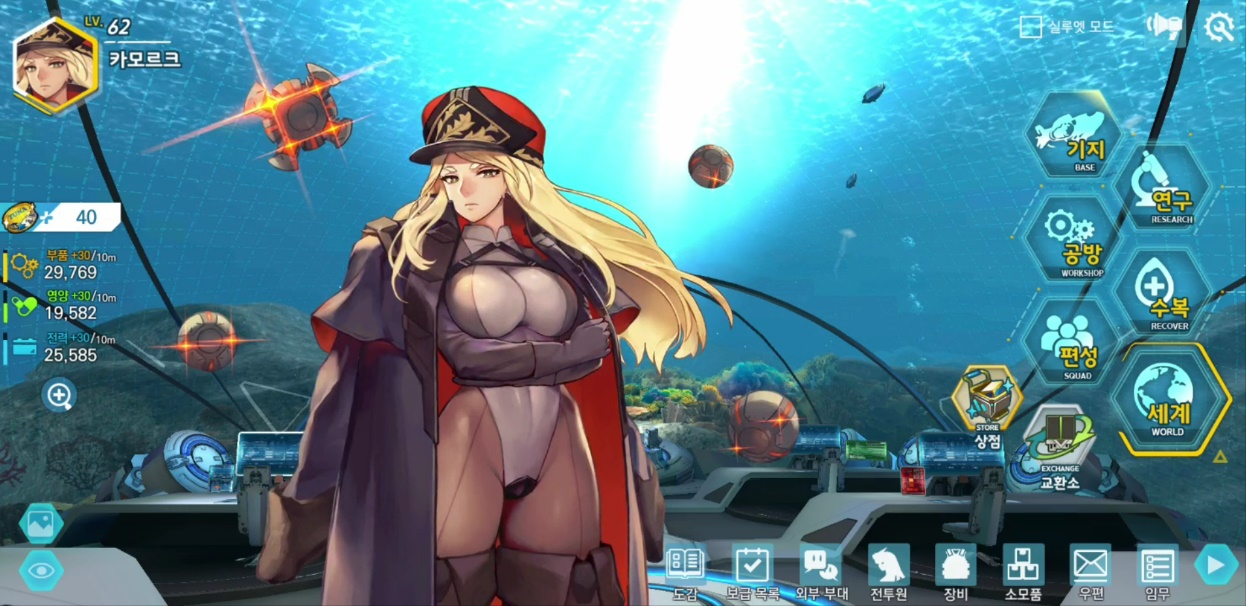 LV. 62
카모르크
실루엣 모드
40
부품 +30/10m
29,769
영양 +30/10m
19,582
전력 +30/10m
25,585
기지
BASE
연구
RESEARCH
공방
WORKSHOP
수복
RECOVER
편성
SQUAD
세계
WORLD
STORE
상점
EXCHANGE
교환소
도감
보급 목록
외부 부대
전투원
장비
소모품
우편
임무